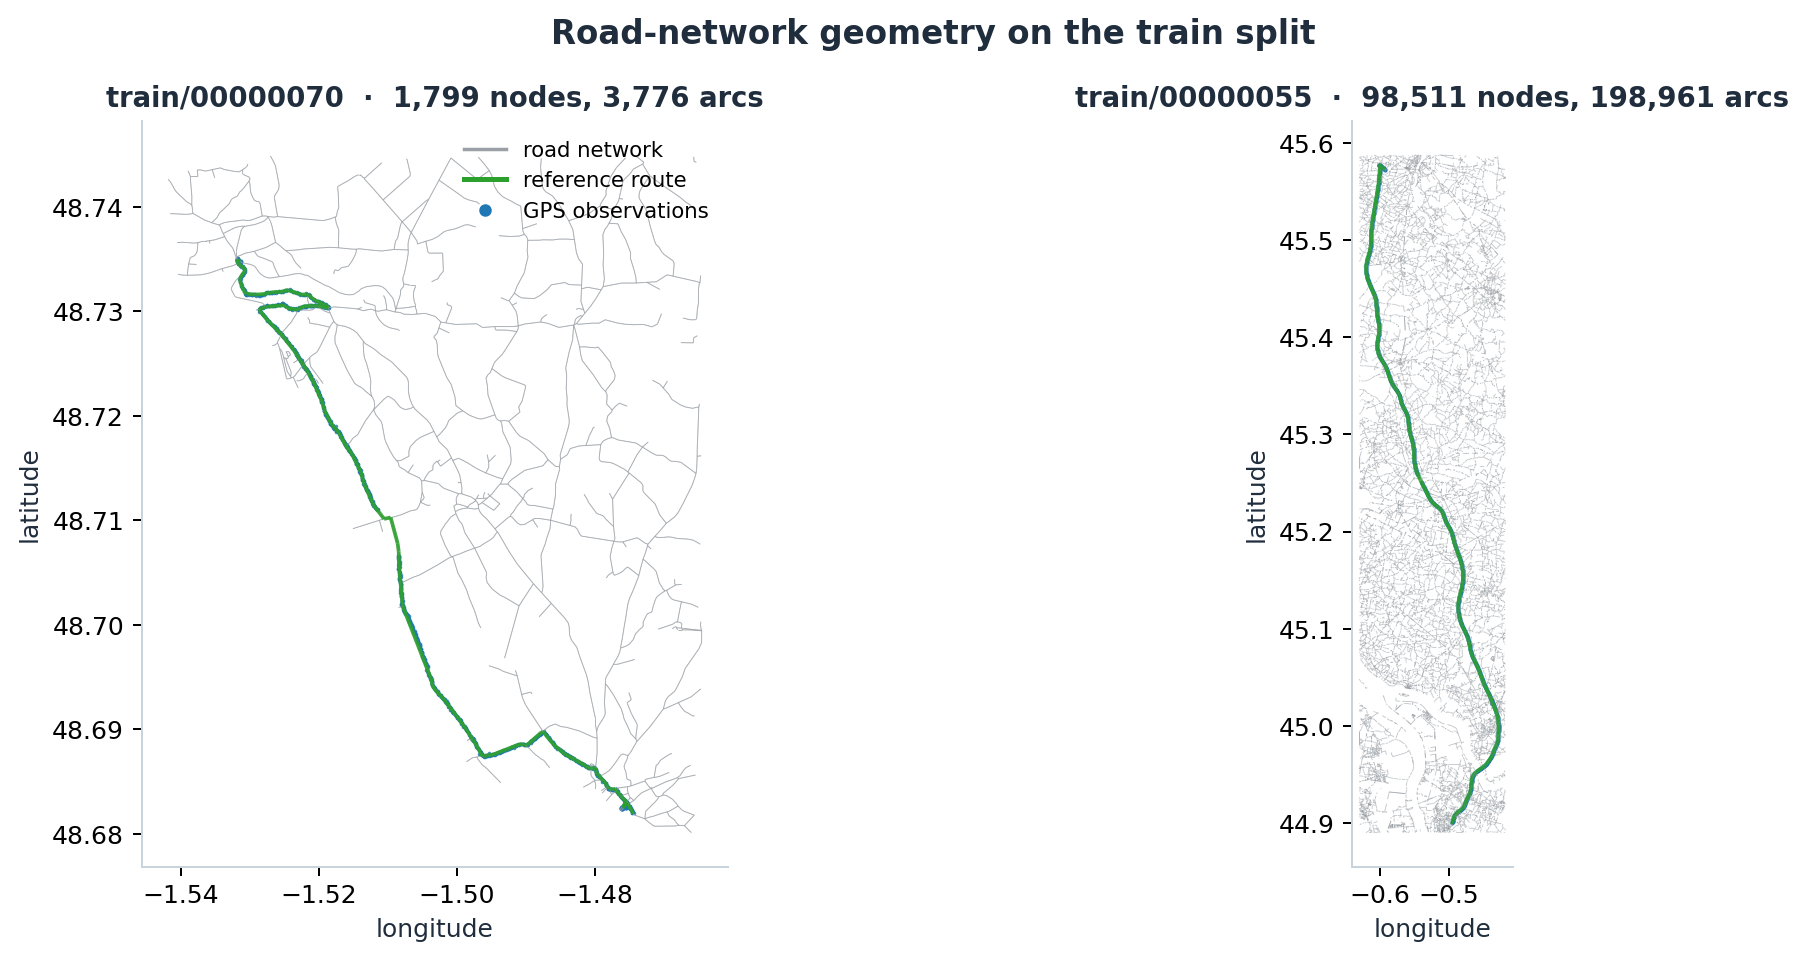 Road-network geometry on the train split
train/00000070 · 1,799 nodes, 3,776 arcs
road network
reference route
GPS observations
48.74
48.73
48.72
48.71
48.70
48.69
48.68
latitude
−1.54 −1.52 −1.50 −1.48
longitude
train/00000055 · 98,511 nodes, 198,961 arcs
45.6
45.5
45.4
45.3
45.2
45.1
45.0
44.9
latitude
−0.6 −0.5
longitude